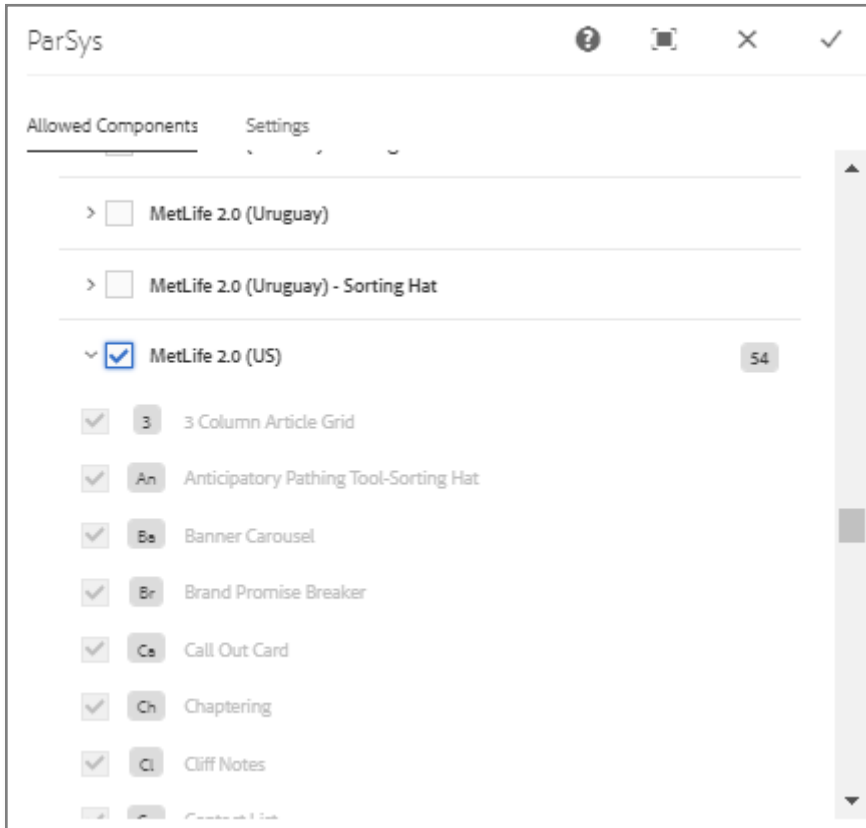 ParSys
Allowed Components Settings
MetLife 2.0 (Uruguay)
MetLife 2.0 (Uruguay) - Sorting Hat
MetLife 2.0 (US) 54
3 3 Column Article Grid
An Anticipatory Pathing Tool-Sorting Hat
Ba Banner Carousel
Br Brand Promise Breaker
Ca Call Out Card
Ch Chaptering
Cl Cliff Notes